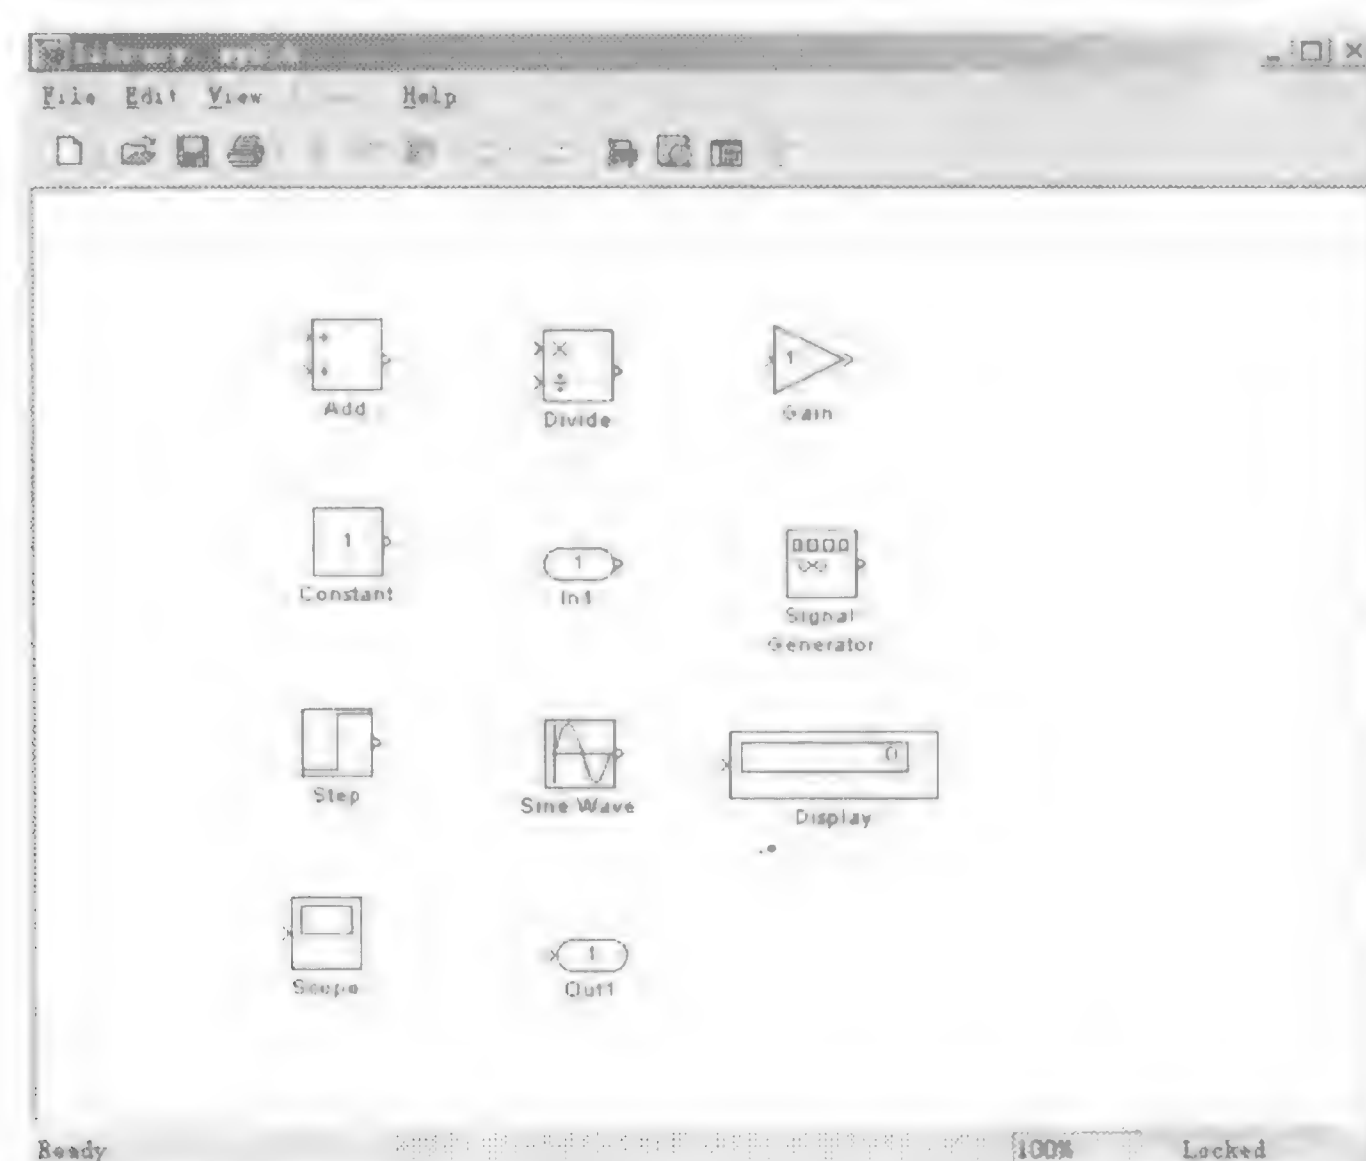 File Edit View Help
Add
Divide
1
Gain
1
Constant
1
In1
Signal
Generator
Step
Sine Wave
0
Display
Scope
1
Out1
Ready 100% Locked